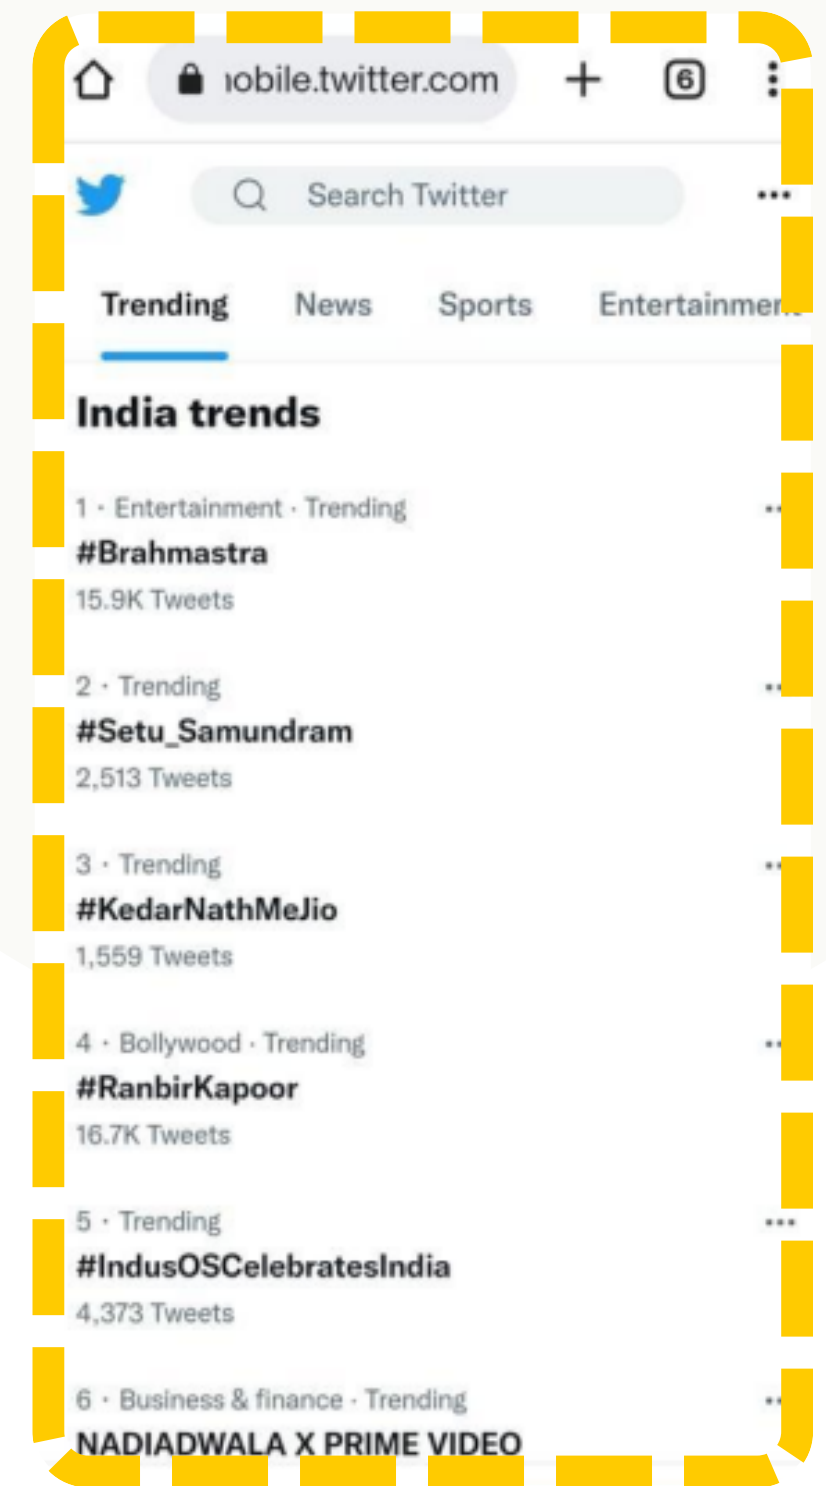 mobile.twitter.com + 6
Search Twitter
Trending News Sports Entertainment
India trends
1 · Entertainment · Trending
#Brahmastra
15.9K Tweets
2 · Trending
#Setu_Samundram
2,513 Tweets
3 · Trending
#KedarNathMeJio
1,559 Tweets
4 · Bollywood · Trending
#RanbirKapoor
16.7K Tweets
5 · Trending
#IndusOSCelebratesIndia
4,373 Tweets
6 · Business & finance · Trending
NADIADWALA X PRIME VIDEO